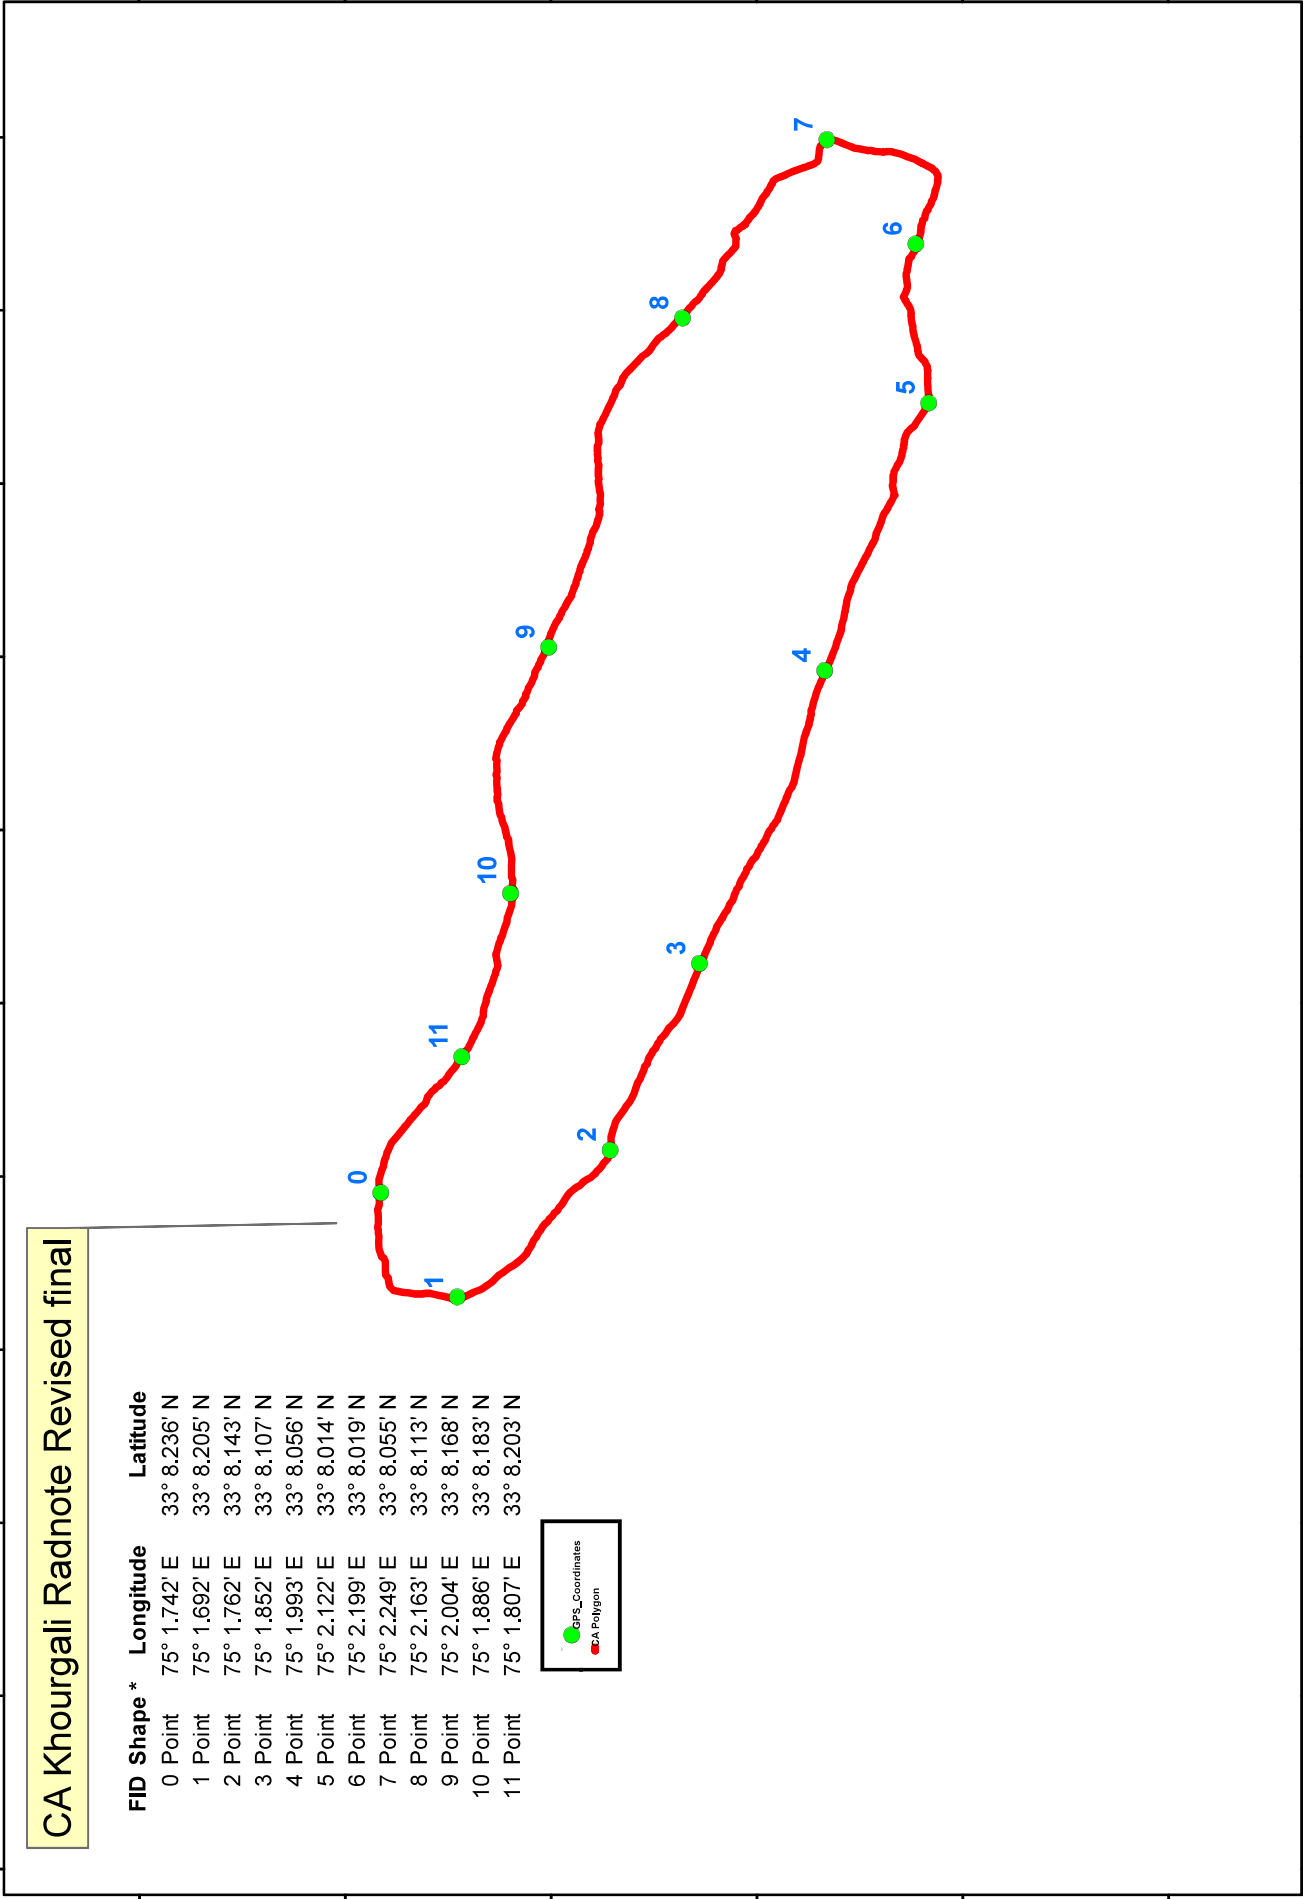 CA Khourgali Radnote Revised final
FID Shape * Longitude Latitude
0 Point 75° 1.742' E 33° 8.236' N
1 Point 75° 1.692' E 33° 8.205' N
2 Point 75° 1.762' E 33° 8.143' N
3 Point 75° 1.852' E 33° 8.107' N
4 Point 75° 1.993' E 33° 8.056' N
5 Point 75° 2.122' E 33° 8.014' N
6 Point 75° 2.199' E 33° 8.019' N
7 Point 75° 2.249' E 33° 8.055' N
8 Point 75° 2.163' E 33° 8.113' N
9 Point 75° 2.004' E 33° 8.168' N
10 Point 75° 1.886' E 33° 8.183' N
11 Point 75° 1.807' E 33° 8.203' N
GPS_Coordinates
CA Polygon
0
1
2
3
4
5
6
7
8
9
10
11